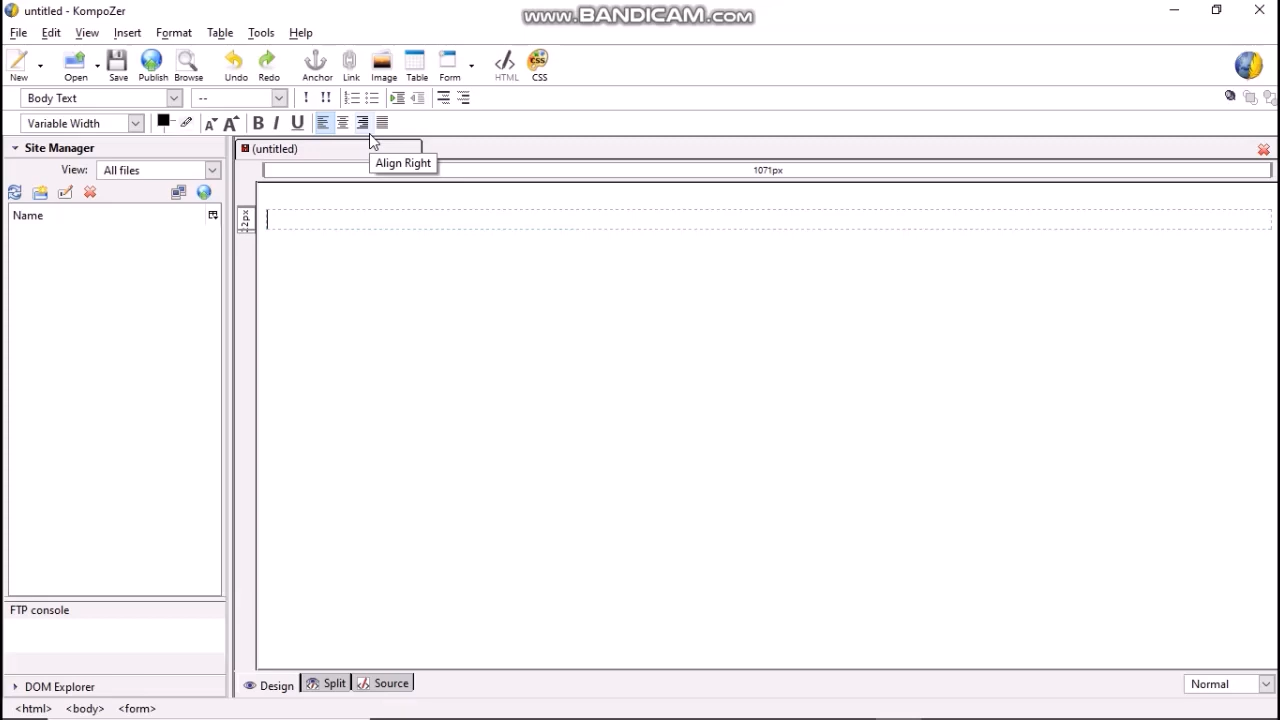 untitled - KompoZer
www.BANDICAM.com
File Edit View Insert Format Table Tools Help
New Open Save Publish Browse Undo Redo Anchor Link Image Table Form HTML CSS
Body Text -- ! !!
Variable Width A A B I U
Site Manager
(untitled)
Align Right
View: All files
1071px
Name
22px
FTP console
DOM Explorer
Design Split Source Normal
<html> <body> <form>